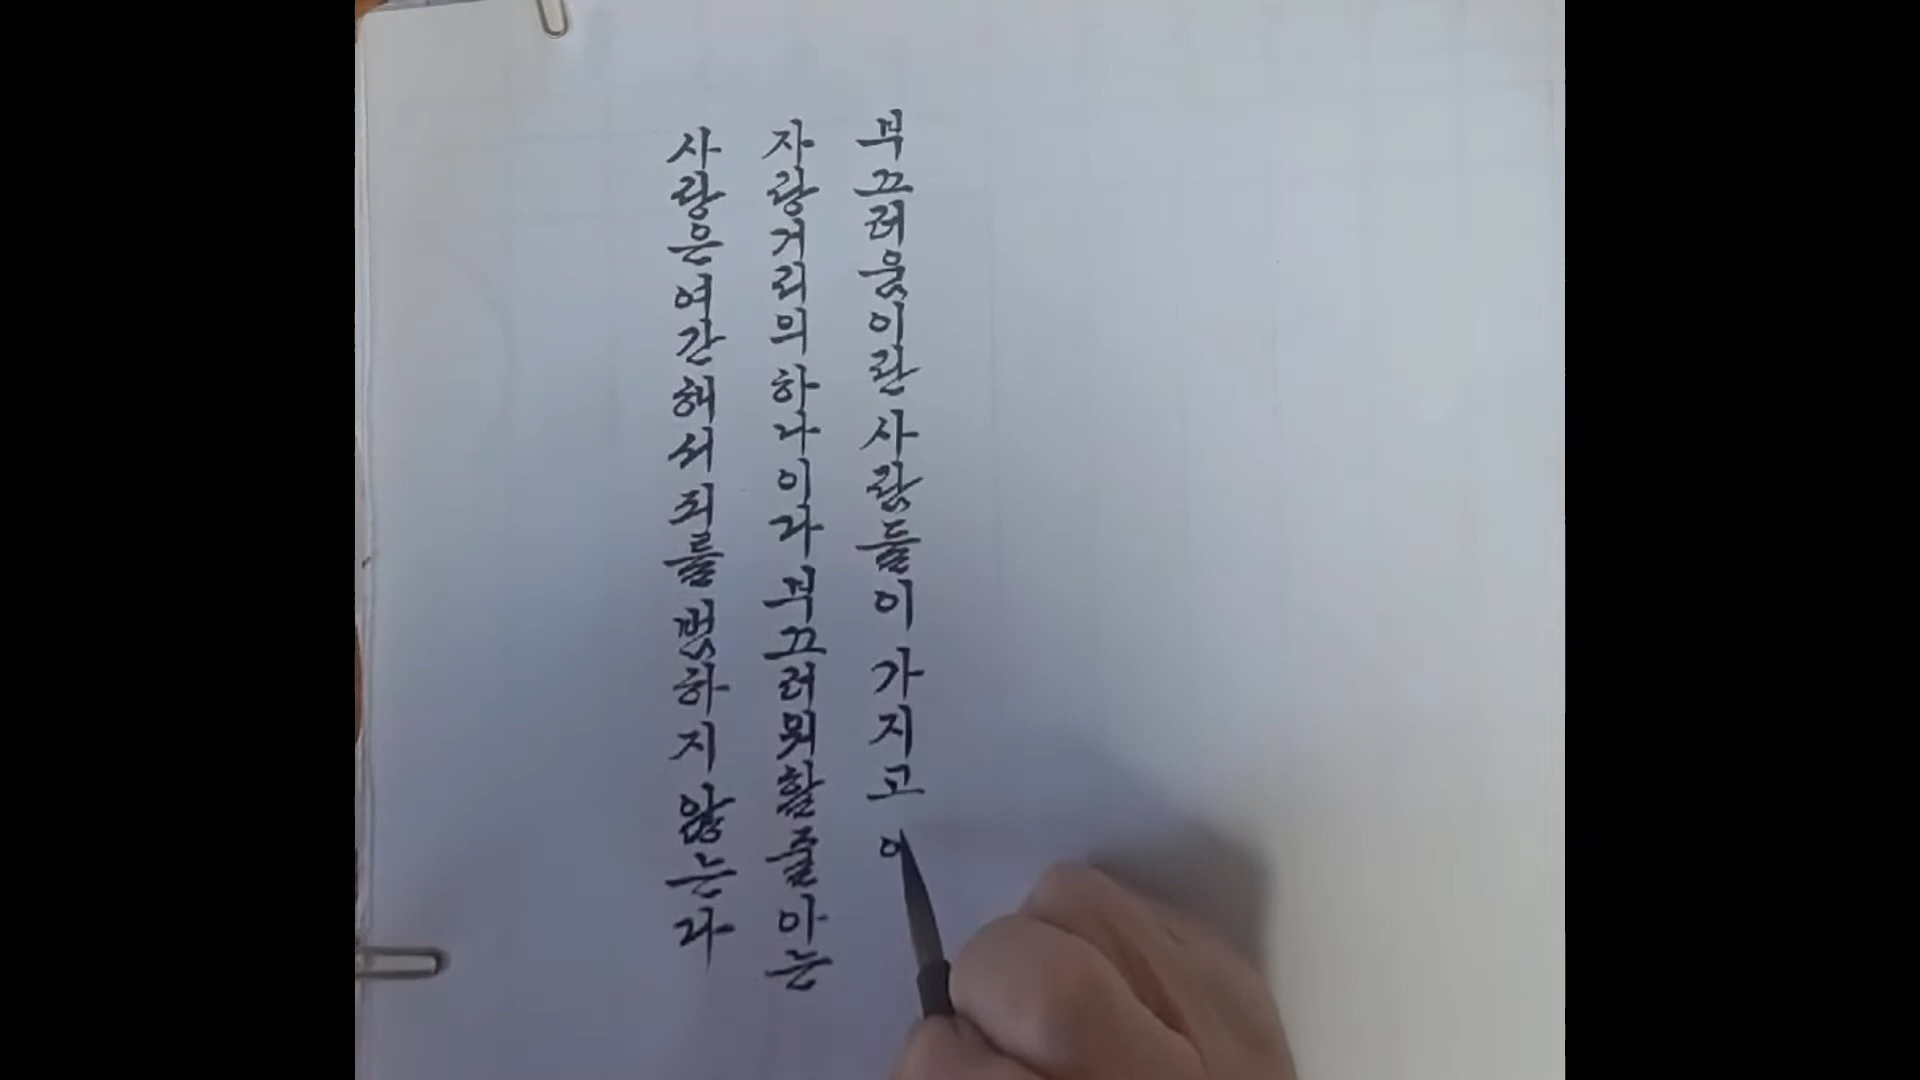 부끄러움이란 사람들이 가지고
자랑거리의 하나이다 부끄러워할 줄 아는
사랑은 여간해서 죄를 범하지 않는다